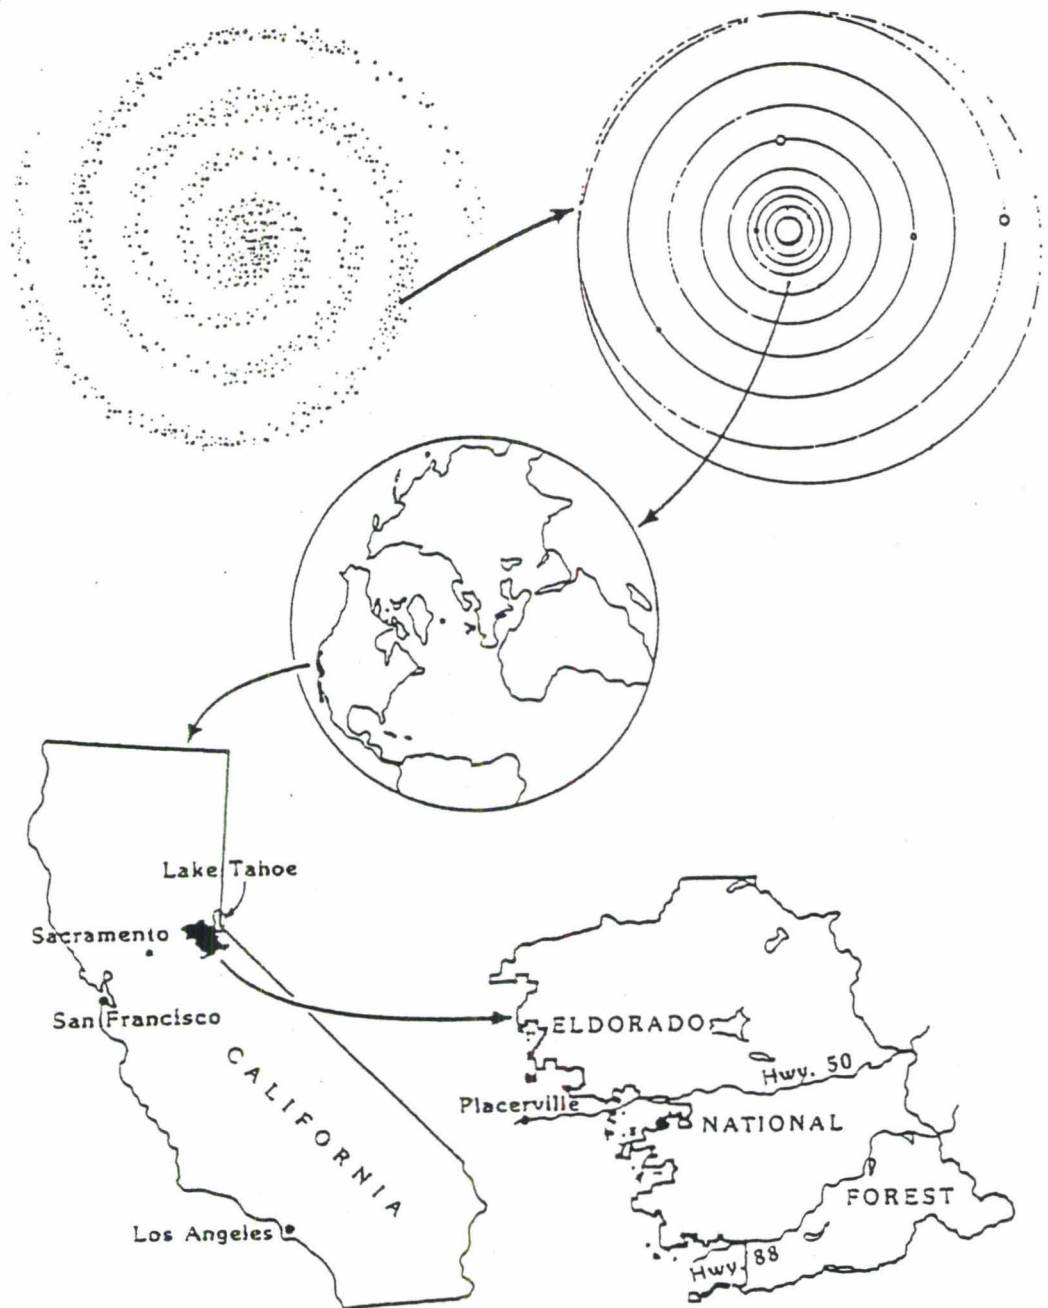 Lake Tahoe
Sacramento
San Francisco
CALIFORNIA
Los Angeles
ELDORADO
Hwy. 50
Placerville
NATIONAL
FOREST
Hwy. 88